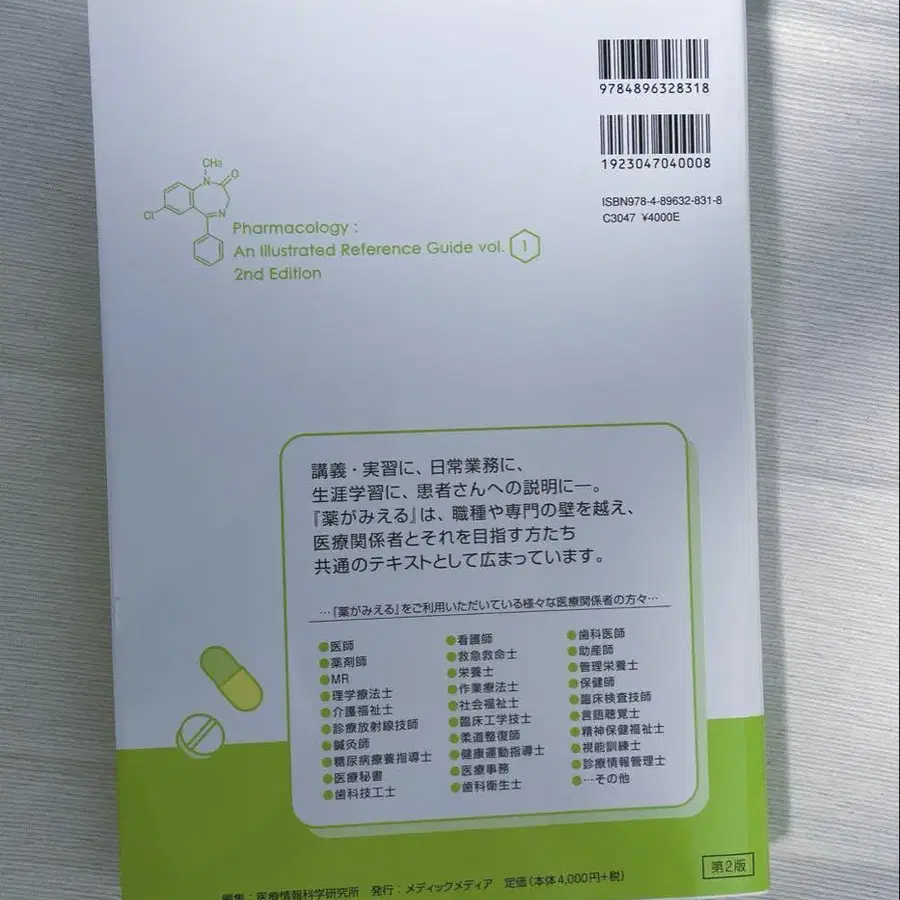 9784896328318
1923047040008
ISBN978-4-89632-831-8
C3047 ¥4000E
CH₃
N
O
Cl
N
Pharmacology :
An Illustrated Reference Guide vol. 1
2nd Edition
講義・実習に、日常業務に、
生涯学習に、患者さんへの説明に―。
『薬がみえる』は、職種や専門の壁を越え、
医療関係者とそれを目指す方たち
共通のテキストとして広まっています。
…『薬がみえる』をご利用いただいている様々な医療関係者の方々…
●医師 ●看護師 ●歯科医師
●薬剤師 ●救急救命士 ●助産師
●MR ●栄養士 ●管理栄養士
●理学療法士 ●作業療法士 ●保健師
●介護福祉士 ●社会福祉士 ●臨床検査技師
●診療放射線技師 ●臨床工学技士 ●言語聴覚士
●鍼灸師 ●柔道整復師 ●精神保健福祉士
●糖尿病療養指導士 ●健康運動指導士 ●視能訓練士
●医療秘書 ●医療事務 ●診療情報管理士
●歯科技工士 ●歯科衛生士 ●…その他
第2版
編集：医療情報科学研究所 発行：メディックメディア 定価（本体4,000円+税）